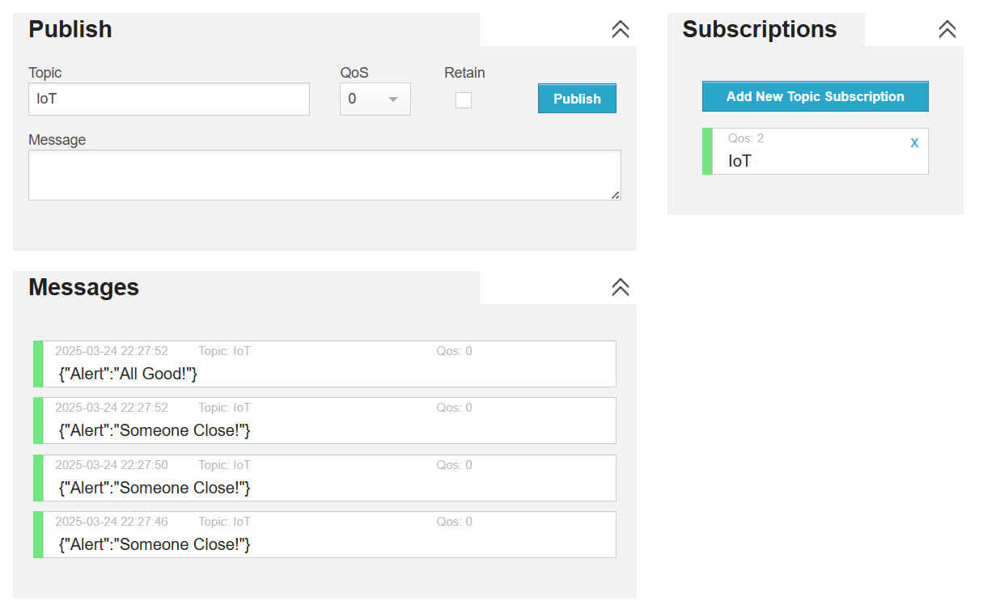 Publish
Topic QoS Retain
IoT 0 Publish
Message
Subscriptions
Add New Topic Subscription
Qos: 2 x
IoT
Messages
2025-03-24 22:27:52 Topic: IoT Qos: 0
{"Alert":"All Good!"}
2025-03-24 22:27:52 Topic: IoT Qos: 0
{"Alert":"Someone Close!"}
2025-03-24 22:27:50 Topic: IoT Qos: 0
{"Alert":"Someone Close!"}
2025-03-24 22:27:46 Topic: IoT Qos: 0
{"Alert":"Someone Close!"}